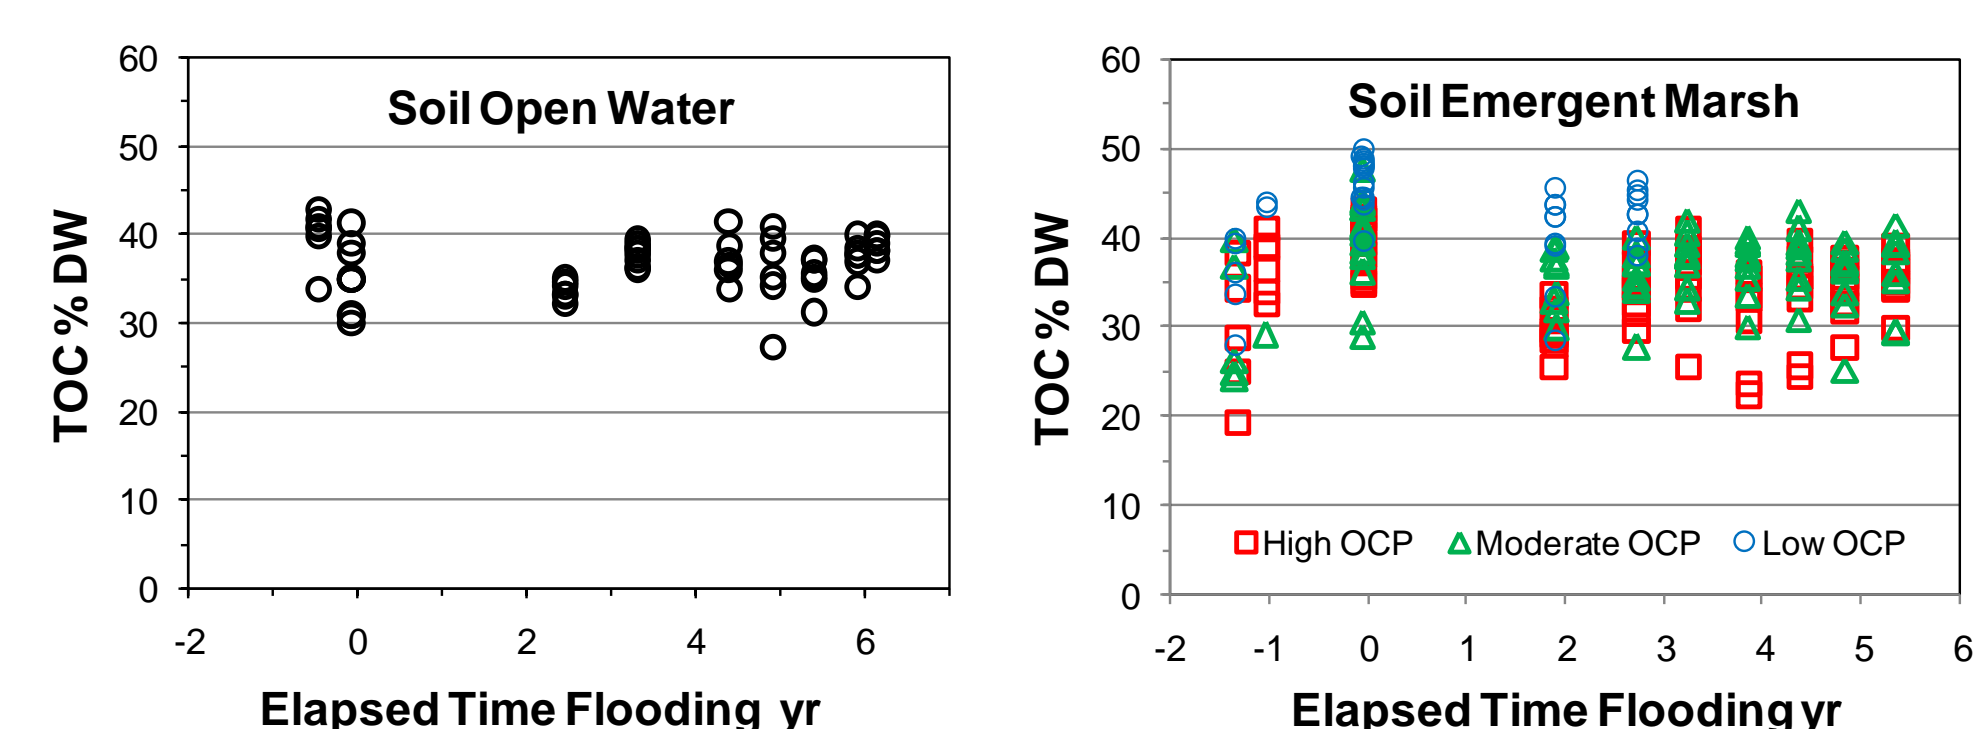 Soil Open Water
TOC % DW
60
50
40
30
20
10
0
-2 0 2 4 6
Elapsed Time Flooding yr
Soil Emergent Marsh
TOC % DW
60
50
40
30
20
10
0
High OCP Moderate OCP Low OCP
-2 -1 0 1 2 3 4 5 6
Elapsed Time Flooding yr